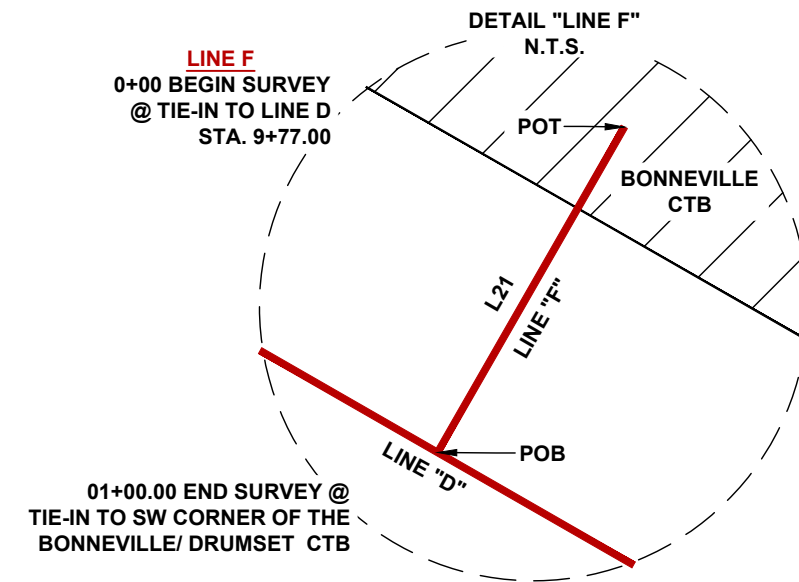 DETAIL "LINE F"
N.T.S.
LINE F
0+00 BEGIN SURVEY
@ TIE-IN TO LINE D
STA. 9+77.00
POT
BONNEVILLE
CTB
L21
LINE "F"
POB
LINE "D"
01+00.00 END SURVEY @
TIE-IN TO SW CORNER OF THE
BONNEVILLE/ DRUMSET CTB